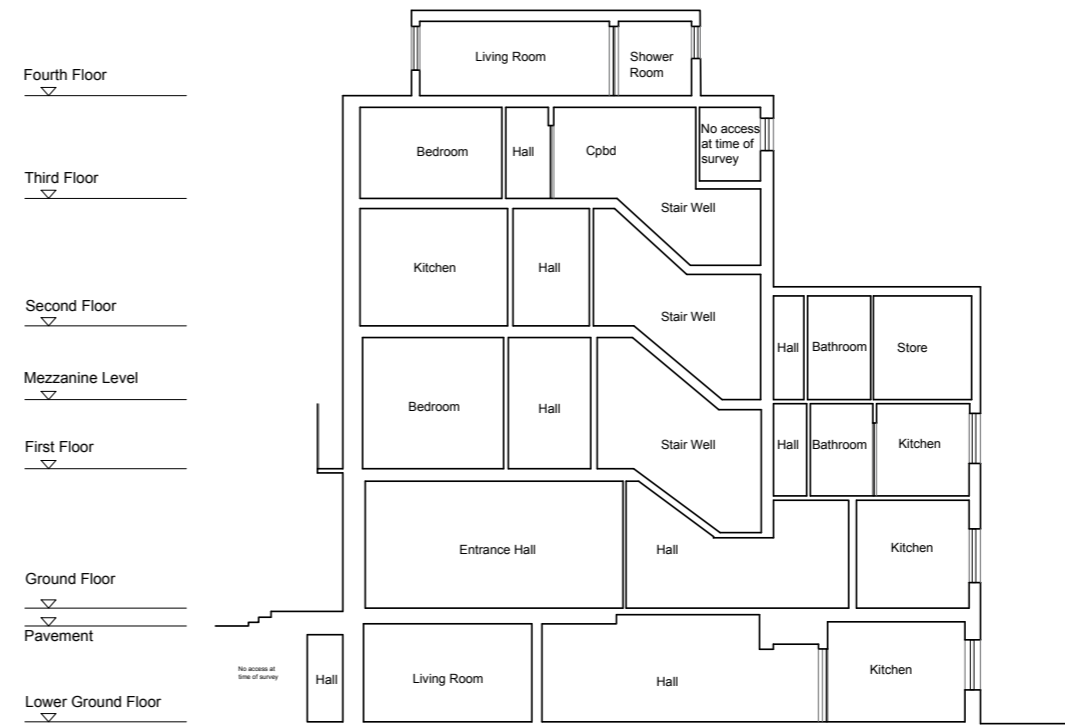 Fourth Floor
Living Room
Shower
Room
Third Floor
Bedroom
Hall
Cpbd
No access
at time of
survey
Stair Well
Second Floor
Kitchen
Hall
Stair Well
Hall
Bathroom
Store
Mezzanine Level
Bedroom
Hall
First Floor
Stair Well
Hall
Bathroom
Kitchen
Ground Floor
Entrance Hall
Hall
Kitchen
Pavement
No access at
time of survey
Hall
Living Room
Hall
Kitchen
Lower Ground Floor